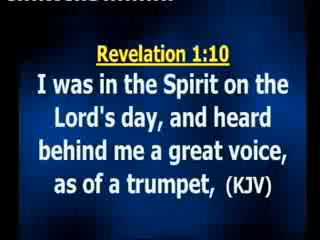 Revelation 1:10
I was in the Spirit on the
Lord's day, and heard
behind me a great voice,
as of a trumpet, (KJV)